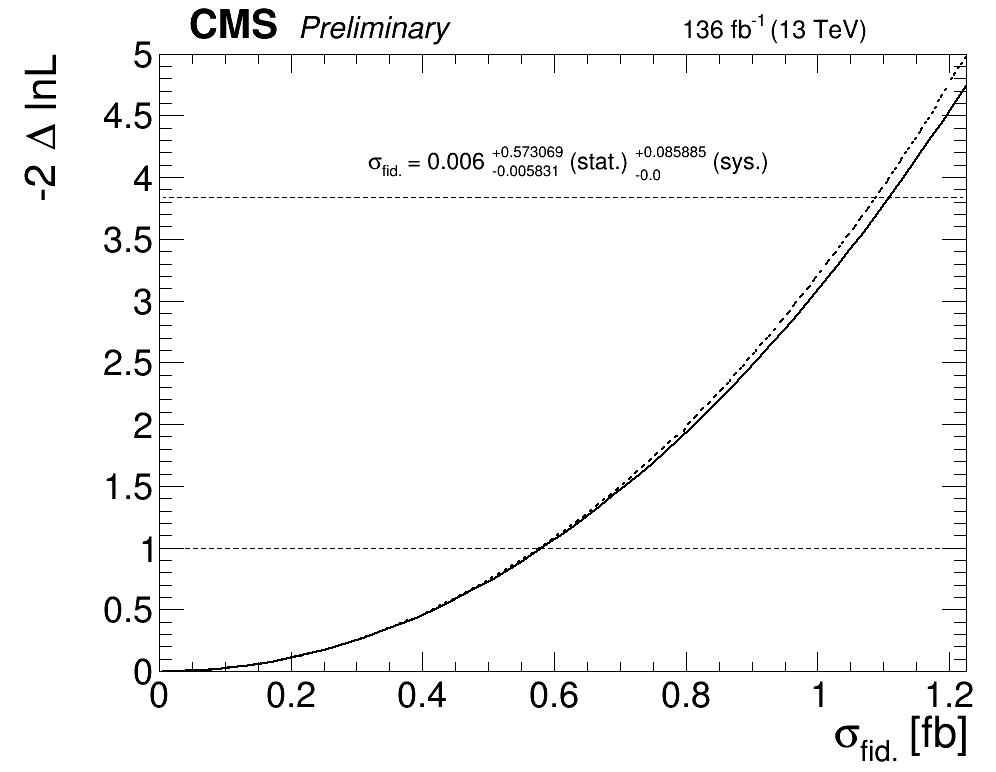 CMS Preliminary 136 fb⁻¹ (13 TeV)
-2 Δ lnL
σfid. = 0.006 +0.573069 -0.005831 (stat.) +0.085885 -0.0 (sys.)
5
4.5
4
3.5
3
2.5
2
1.5
1
0.5
0
0 0.2 0.4 0.6 0.8 1 1.2
σfid. [fb]